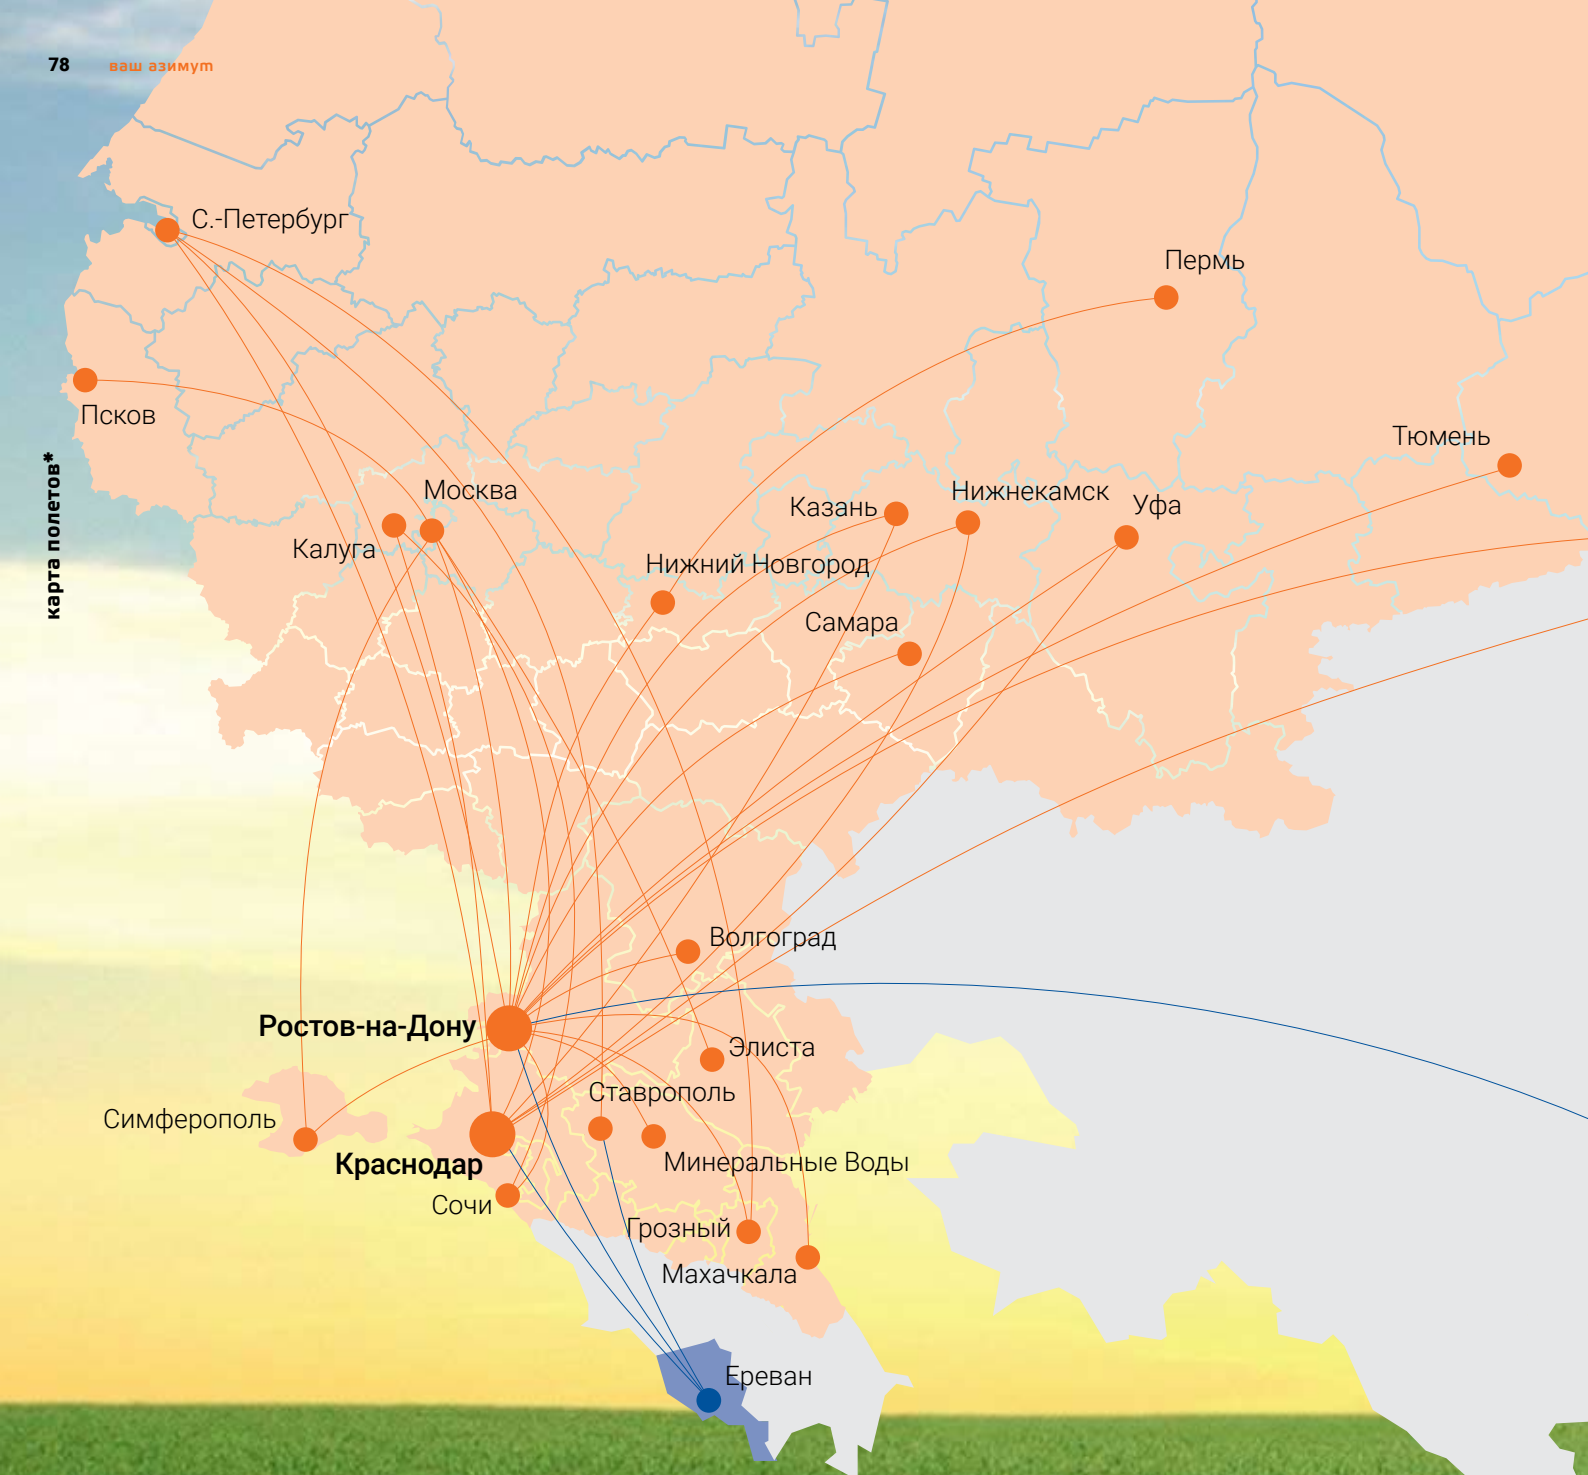 78 ваш азимут
карта полетов*
С.-Петербург
Пермь
Псков
Тюмень
Москва
Казань
Нижнекамск
Уфа
Калуга
Нижний Новгород
Самара
Волгоград
Ростов-на-Дону
Элиста
Ставрополь
Симферополь
Краснодар
Минеральные Воды
Сочи
Грозный
Махачкала
Ереван